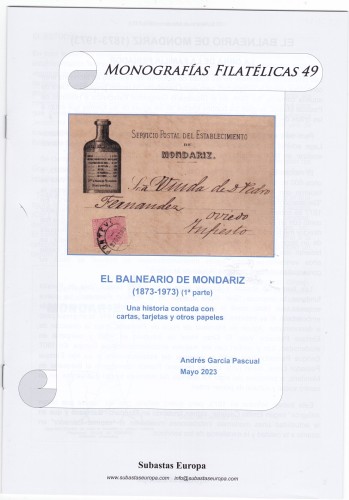 MONOGRAFÍAS FILATÉLICAS 49
SERVICIO POSTAL DEL ESTABLECIMIENTO
DE
MONDARIZ.
Sra Viuda de D. Pedro
Fernandez
Oviedo
Infiesto
EL BALNEARIO DE MONDARIZ
(1873-1973) (1ª parte)
Una historia contada con
cartas, tarjetas y otros papeles
Andrés García Pascual
Mayo 2023
Subastas Europa
www.subastaseuropa.com info@subastaseuropa.com